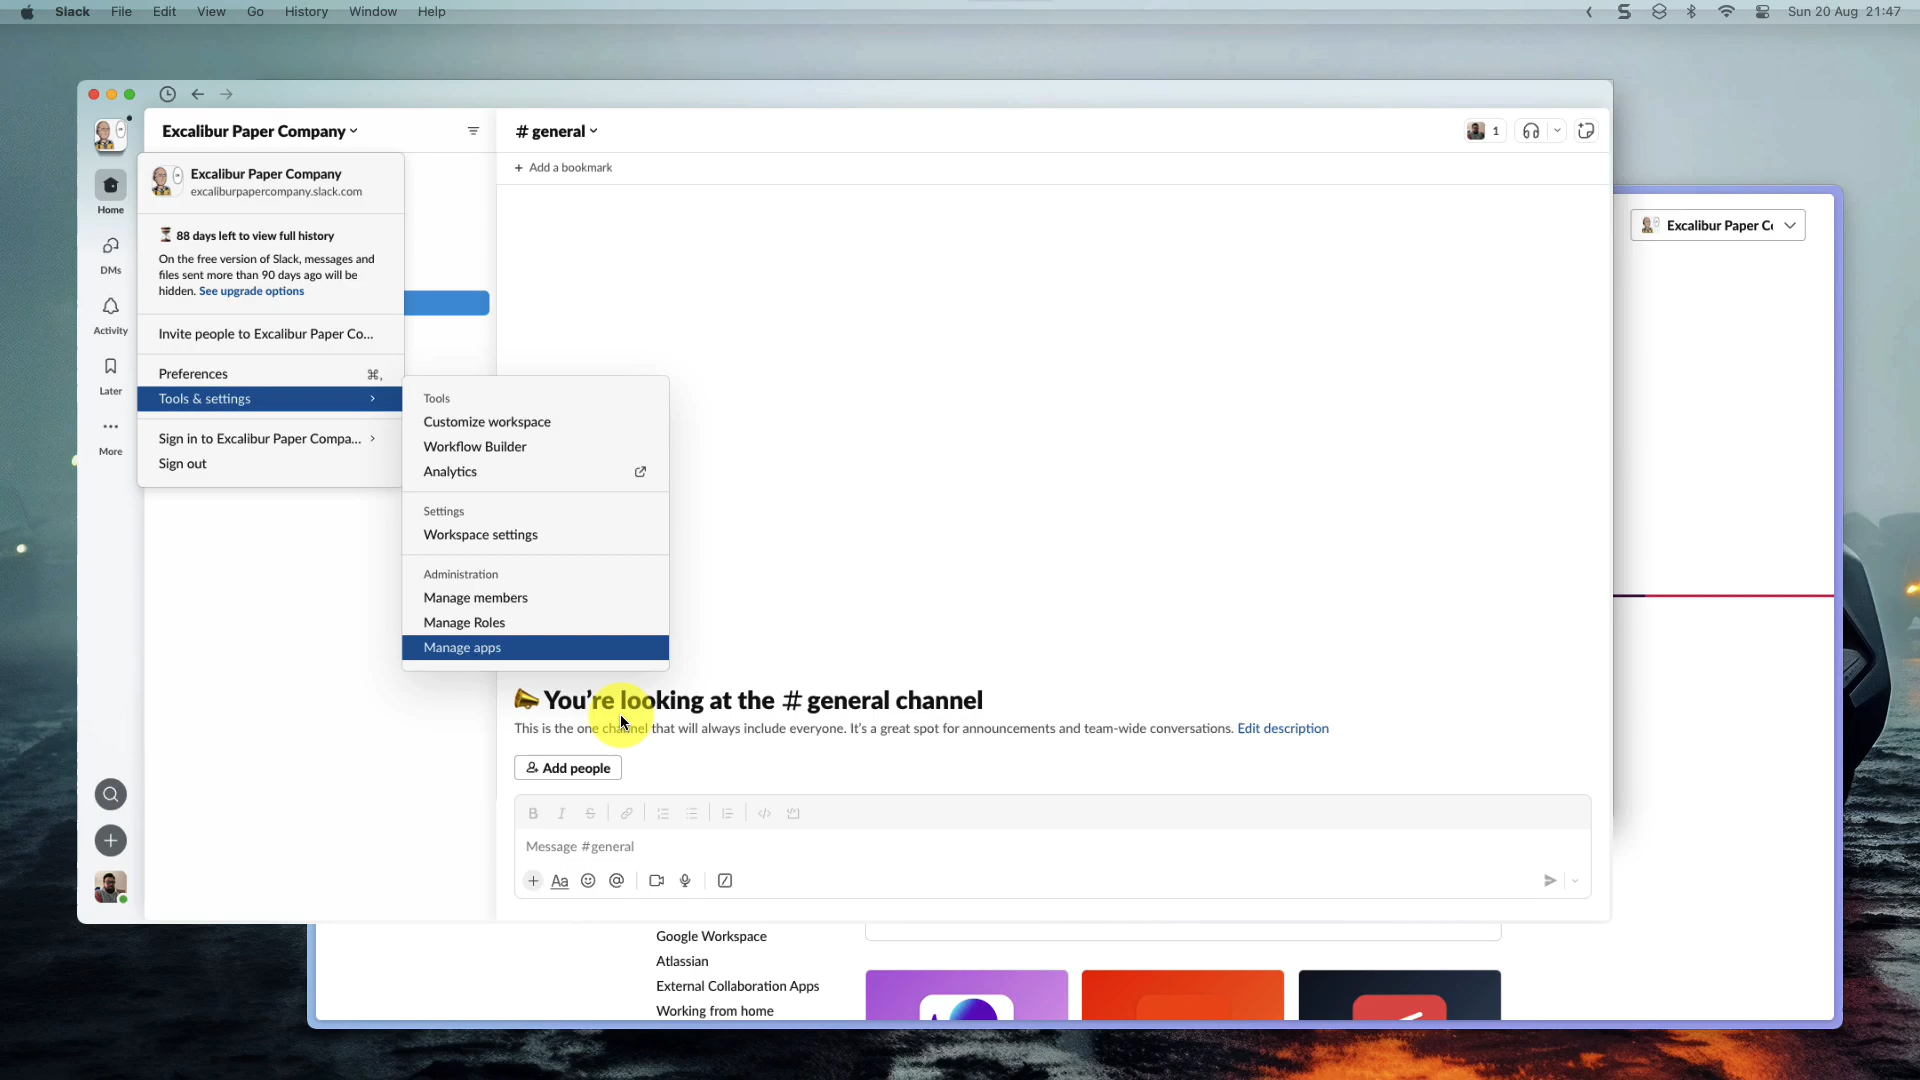 Slack File Edit View Go History Window Help
Sun 20 Aug 21:47
Excalibur Paper Company
# general
1
+ Add a bookmark
Excalibur Paper Company
excaliburpapercompany.slack.com
Home
88 days left to view full history
On the free version of Slack, messages and
files sent more than 90 days ago will be
hidden. See upgrade options
DMs
Activity
Invite people to Excalibur Paper Co...
Preferences ⌘,
Tools & settings
Later
Sign in to Excalibur Paper Compa...
Sign out
More
Tools
Customize workspace
Workflow Builder
Analytics
Settings
Workspace settings
Administration
Manage members
Manage Roles
Manage apps
Excalibur Paper Co
You're looking at the # general channel
This is the one channel that will always include everyone. It's a great spot for announcements and team-wide conversations. Edit description
Add people
Message #general
Aa
Google Workspace
Atlassian
External Collaboration Apps
Working from home